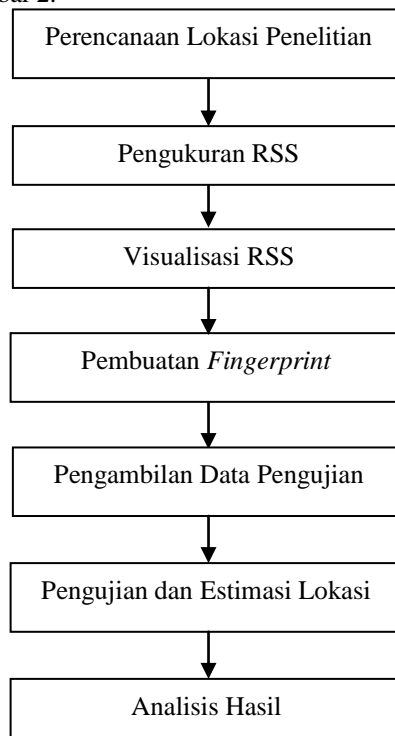 Perencanaan Lokasi Penelitian
Pengukuran RSS
Visualisasi RSS
Pembuatan Fingerprint
Pengambilan Data Pengujian
Pengujian dan Estimasi Lokasi
Analisis Hasil